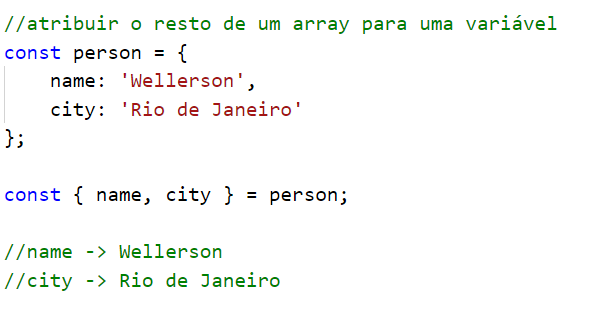 //atribuir o resto de um array para uma variável
const person = {
    name: 'Wellerson',
    city: 'Rio de Janeiro'
};
const { name, city } = person;
//name -> Wellerson
//city -> Rio de Janeiro